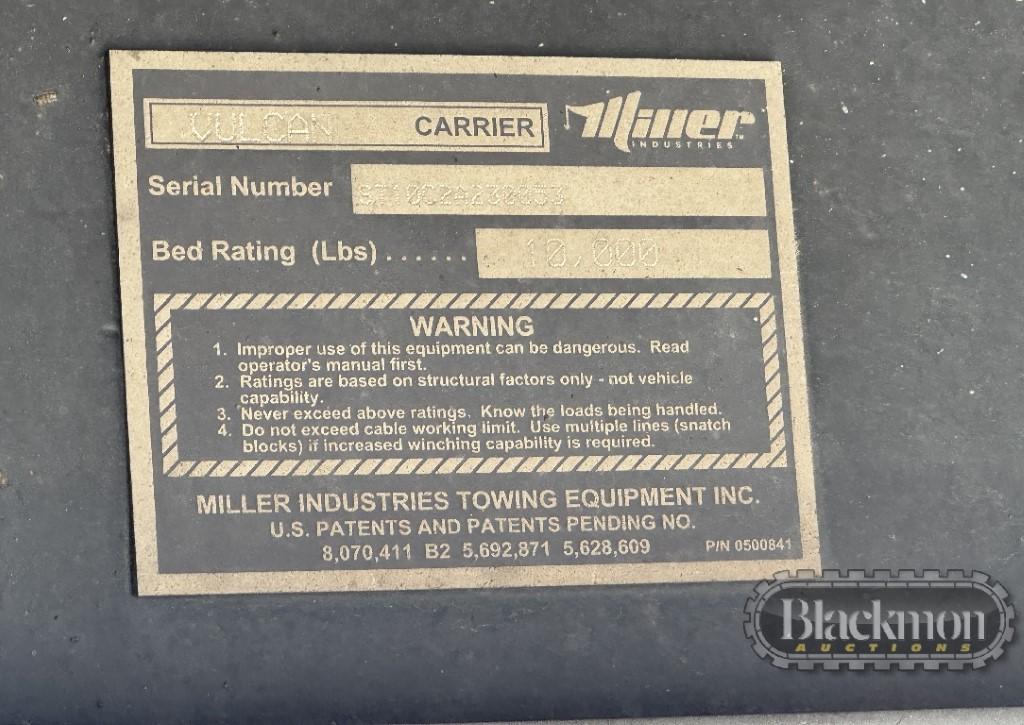 VULCAN CARRIER
Miller
INDUSTRIES
Serial Number
Bed Rating (Lbs)...... 10,000
WARNING
1. Improper use of this equipment can be dangerous. Read
operator's manual first.
2. Ratings are based on structural factors only - not vehicle
capability.
3. Never exceed above ratings. Know the loads being handled.
4. Do not exceed cable working limit. Use multiple lines (snatch
blocks) if increased winching capability is required.
MILLER INDUSTRIES TOWING EQUIPMENT INC.
U.S. PATENTS AND PATENTS PENDING NO.
8,070,411 B2 5,692,871 5,628,609
P/N 0500841
Blackmon
AUCTIONS